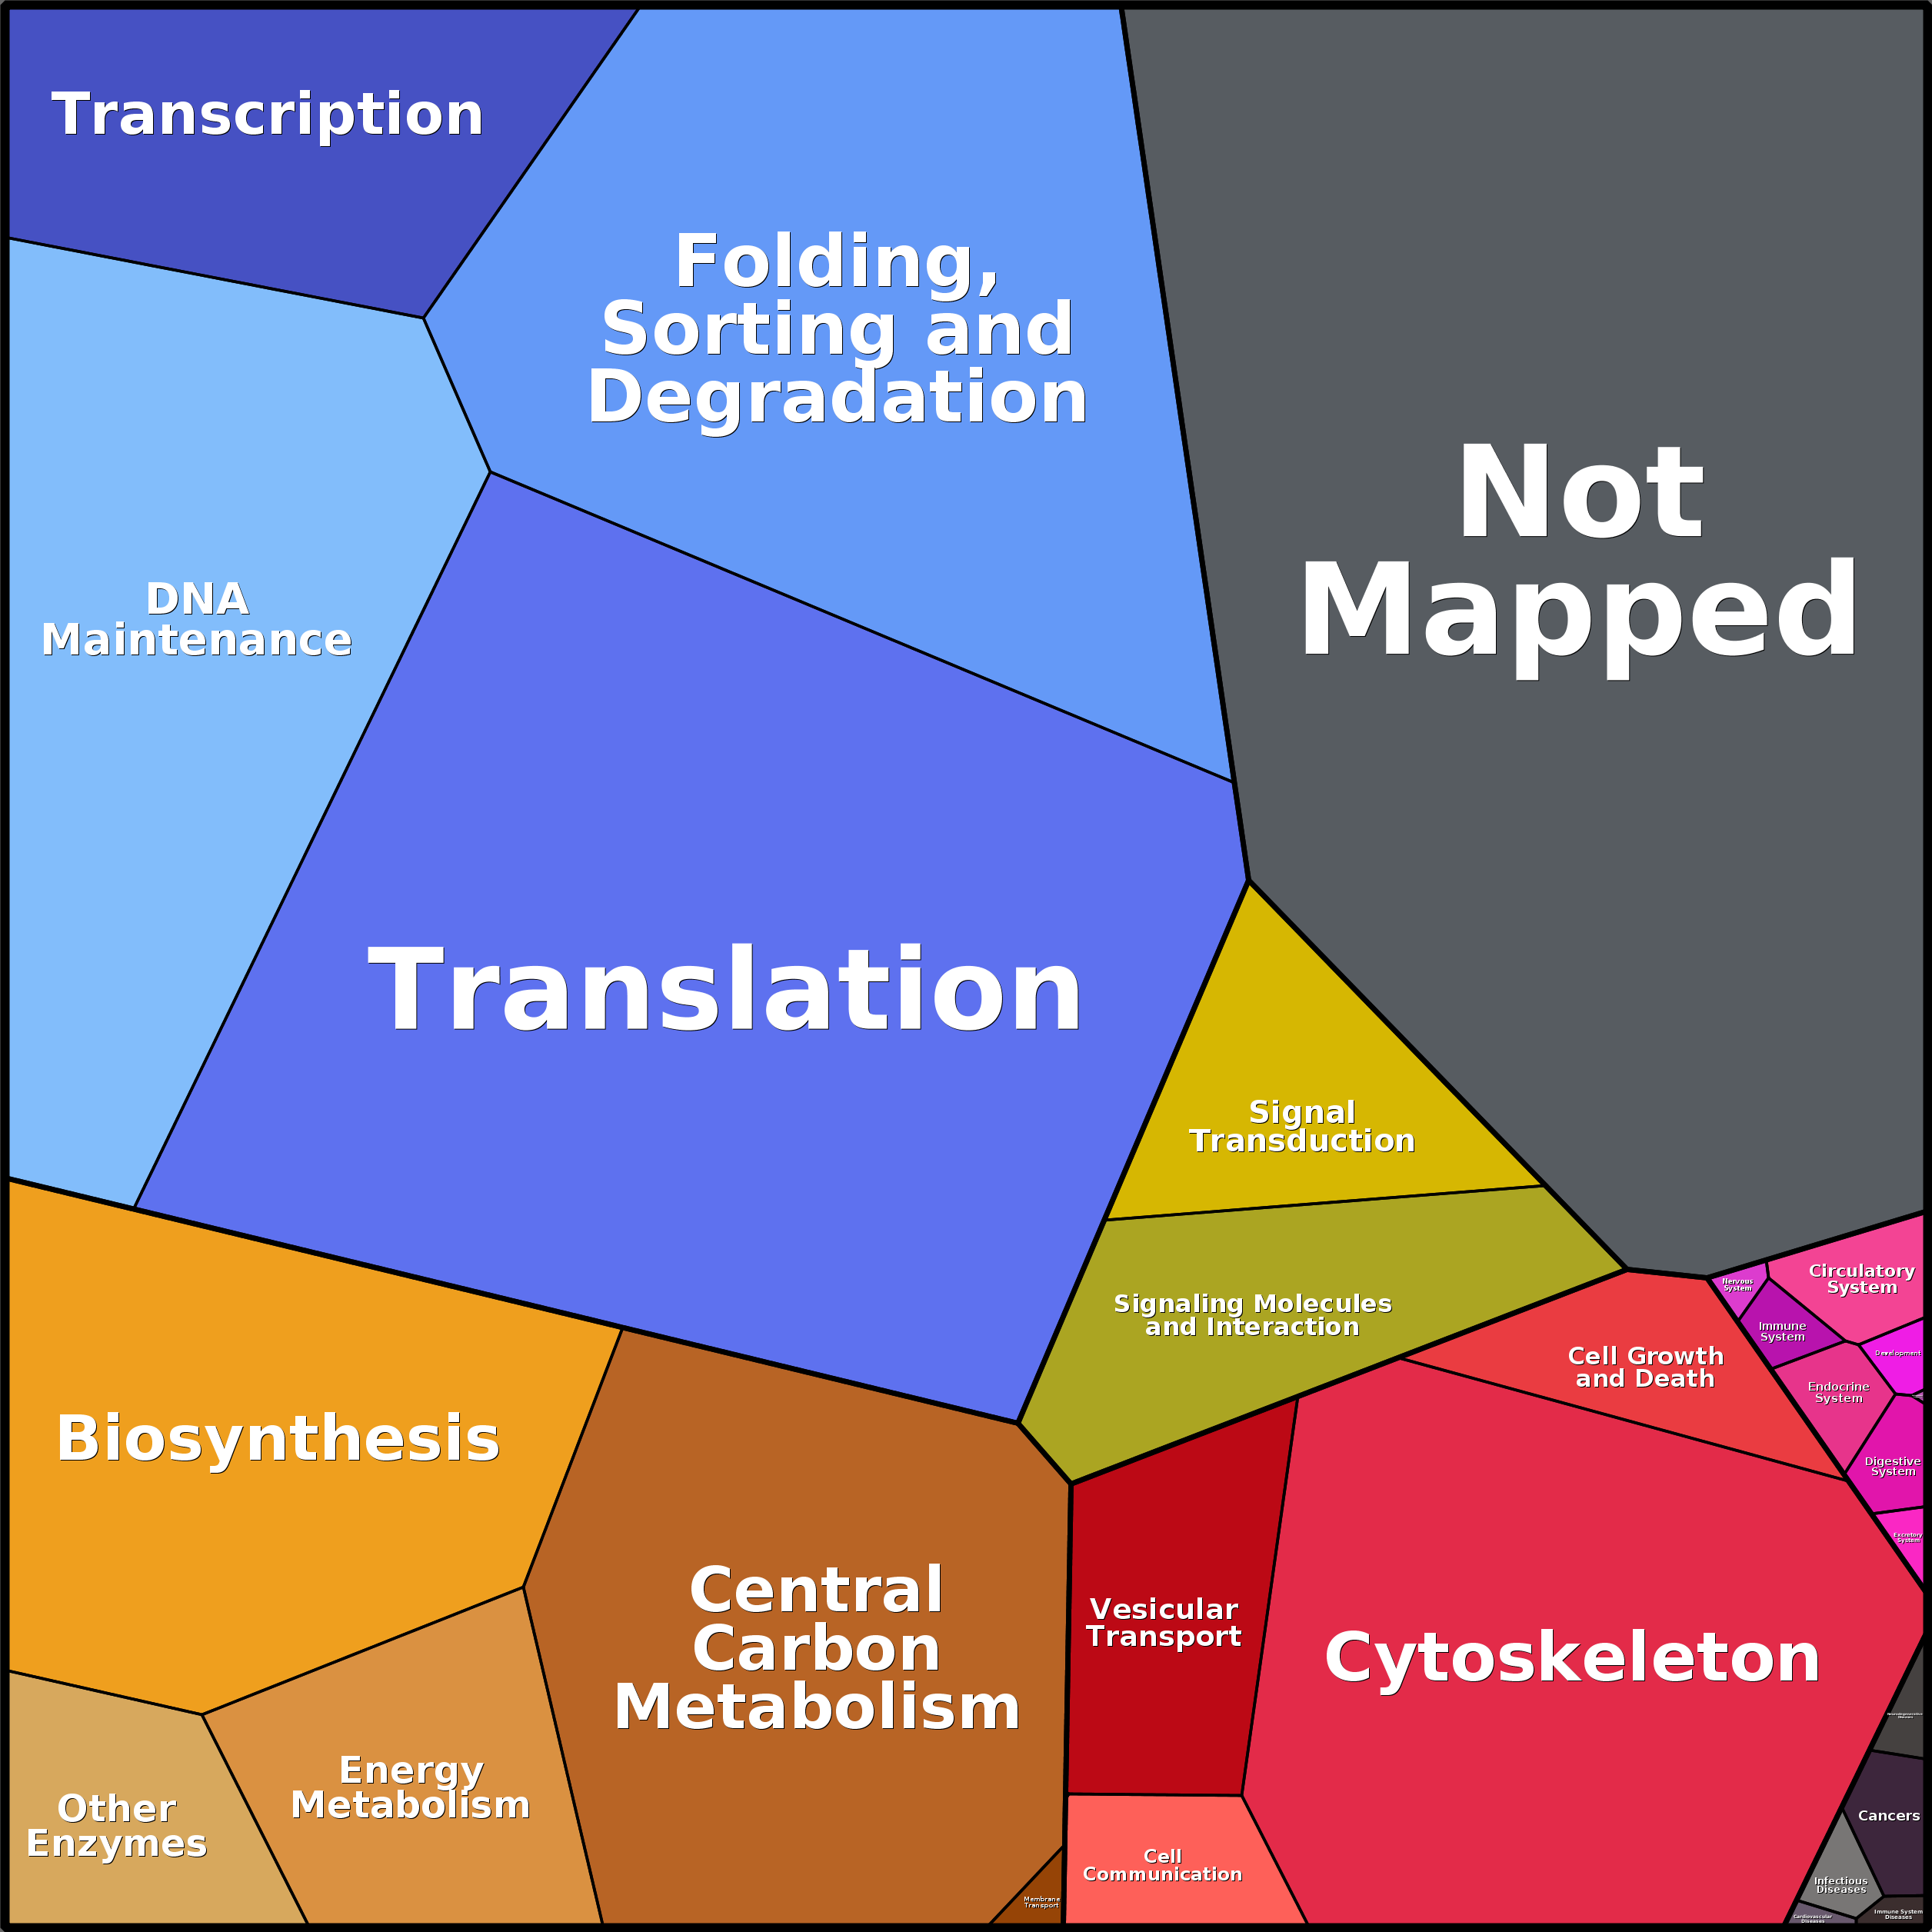 Transcription
Folding,
Sorting and
Degradation
Not
Mapped
DNA
Maintenance
Translation
Signal
Transduction
Signaling Molecules
and Interaction
Cell Growth
and Death
Nervous
System
Circulatory
System
Immune
System
Development
Endocrine
System
Digestive
System
Excretory
System
Biosynthesis
Central
Carbon
Metabolism
Vesicular
Transport
Cytoskeleton
Energy
Metabolism
Other
Enzymes
Cell
Communication
Membrane
Transport
Neurodegenerative
Diseases
Cancers
Infectious
Diseases
Cardiovascular
Diseases
Immune System
Diseases